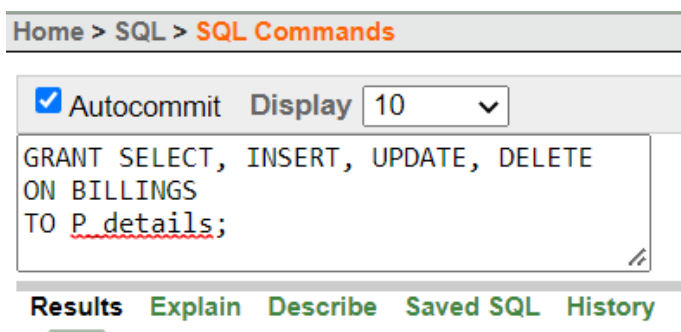 Home > SQL > SQL Commands
Autocommit Display 10
GRANT SELECT, INSERT, UPDATE, DELETE
ON BILLINGS
TO P_details;
Results Explain Describe Saved SQL History